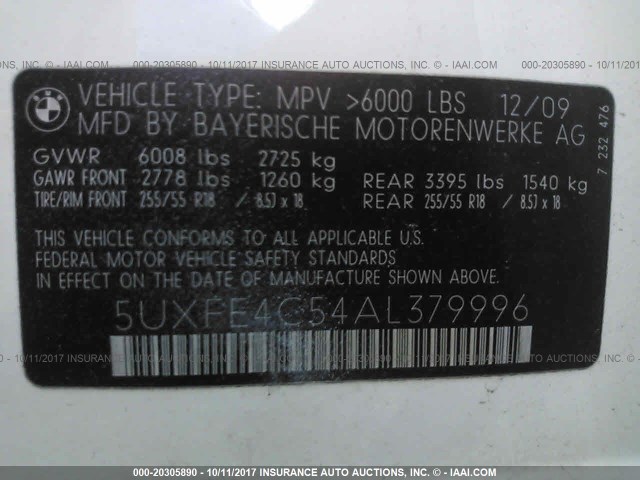 000-20305890 - 10/11/2017 INSURANCE AUTO AUCTIONS, INC. - © - IAAI.COM
BMW
VEHICLE TYPE: MPV >6000 LBS 12/09
MFD BY BAYERISCHE MOTORENWERKE AG
7 232 476
GVWR 6008 lbs 2725 kg
GAWR FRONT 2778 lbs 1260 kg REAR 3395 lbs 1540 kg
TIRE/RIM FRONT 255/55 R18 / 8.5J x 18 REAR 255/55 R18 / 8.5J x 18
THIS VEHICLE CONFORMS TO ALL APPLICABLE U.S.
FEDERAL MOTOR VEHICLE SAFETY STANDARDS
IN EFFECT ON THE DATE OF MANUFACTURE SHOWN ABOVE.
5UXFE4C54AL379996
000-20305890 - 10/11/2017 INSURANCE AUTO AUCTIONS, INC. - © - IAAI.COM